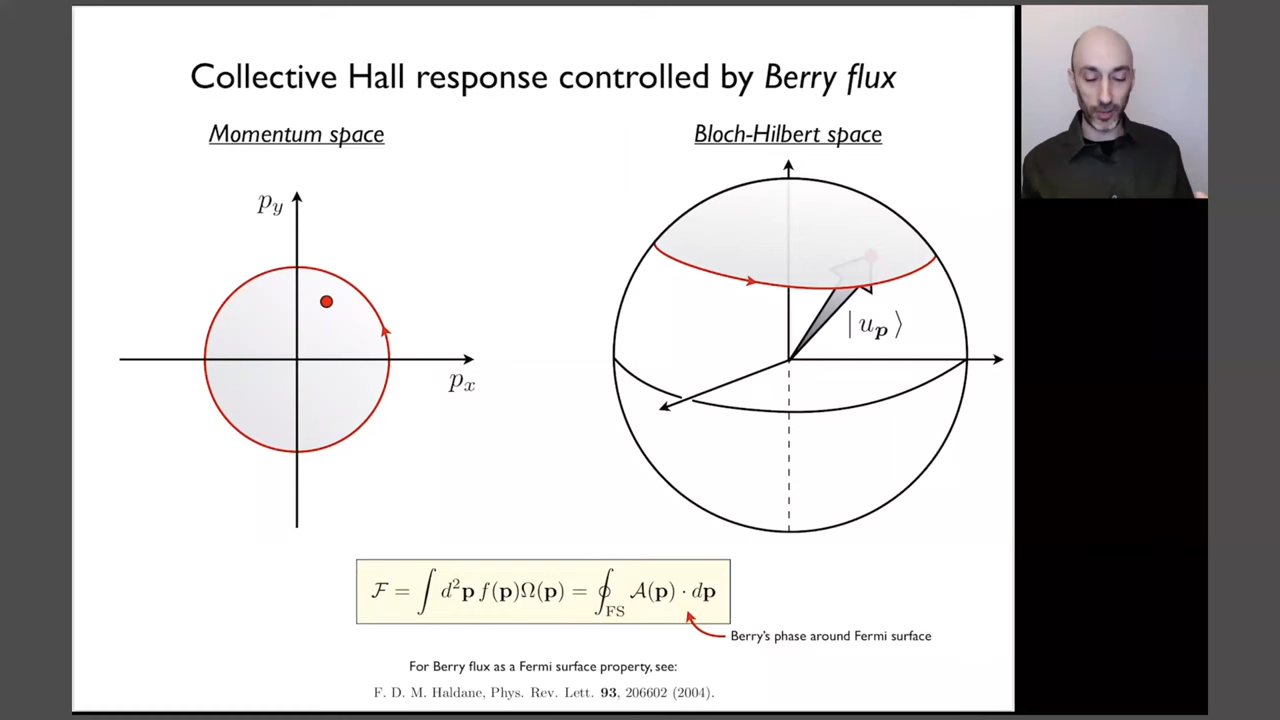 Collective Hall response controlled by Berry flux
Momentum space
Bloch-Hilbert space
p_y
p_x
| u_𝒑 ⟩
ℱ = ∫ d²𝐩 f(𝐩)Ω(𝐩) = ∮_FS 𝒜(𝐩) · d𝐩
Berry's phase around Fermi surface
For Berry flux as a Fermi surface property, see:
F. D. M. Haldane, Phys. Rev. Lett. 93, 206602 (2004).